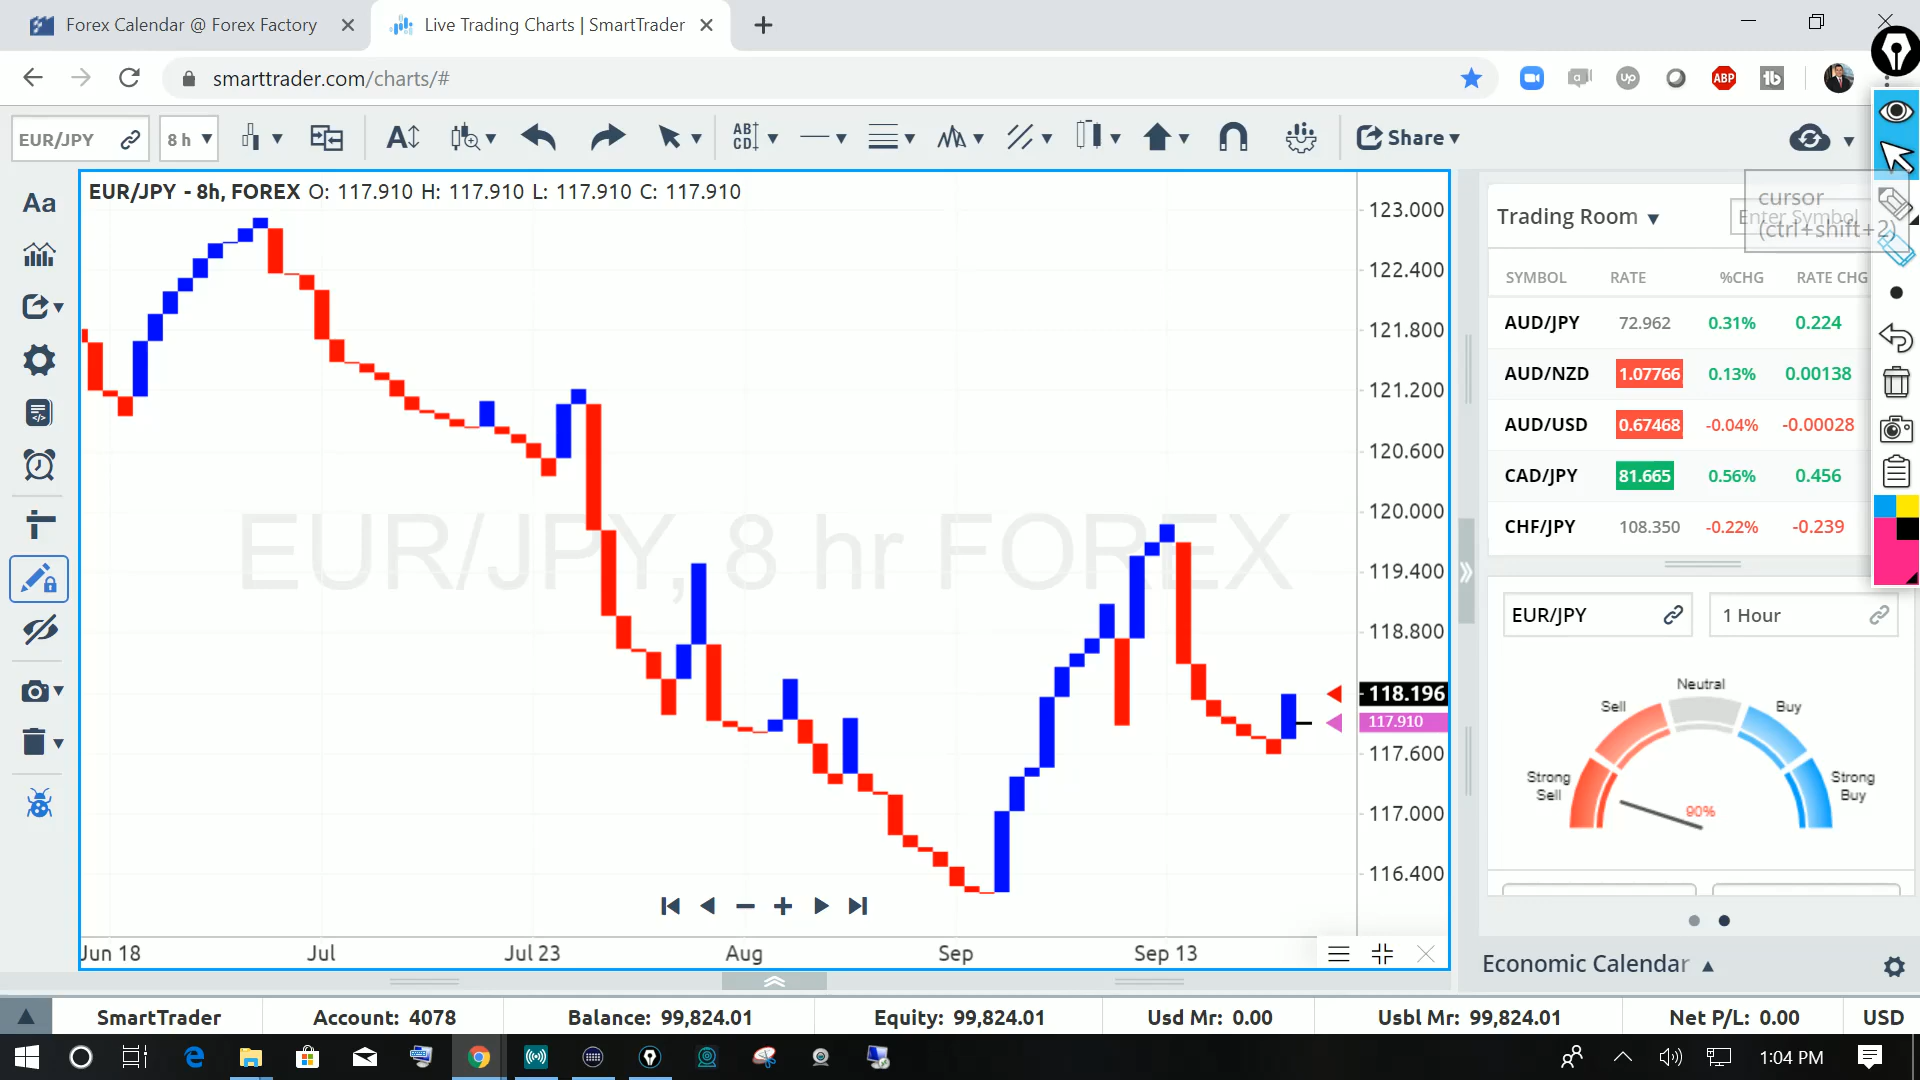 Forex Calendar @ Forex Factory
Live Trading Charts | SmartTrader
smarttrader.com/charts/#
ABP
EUR/JPY
8 h
AB
CD
Share
Aa
EUR/JPY - 8h, FOREX O: 117.910 H: 117.910 L: 117.910 C: 117.910
EUR/JPY, 8 hr FOREX
123.000
122.400
121.800
121.200
120.600
120.000
119.400
118.800
118.196
117.910
117.600
117.000
116.400
Jun 18 Jul Jul 23 Aug Sep Sep 13
Trading Room
Enter Symbol
cursor
(ctrl+shift+2)
SYMBOL RATE %CHG RATE CHG
AUD/JPY 72.962 0.31% 0.224
AUD/NZD 1.07766 0.13% 0.00138
AUD/USD 0.67468 -0.04% -0.00028
CAD/JPY 81.665 0.56% 0.456
CHF/JPY 108.350 -0.22% -0.239
EUR/JPY 1 Hour
Neutral
Sell Buy
Strong
Sell
Strong
Buy
90%
Economic Calendar
SmartTrader Account: 4078 Balance: 99,824.01 Equity: 99,824.01 Usd Mr: 0.00 Usbl Mr: 99,824.01 Net P/L: 0.00 USD
1:04 PM